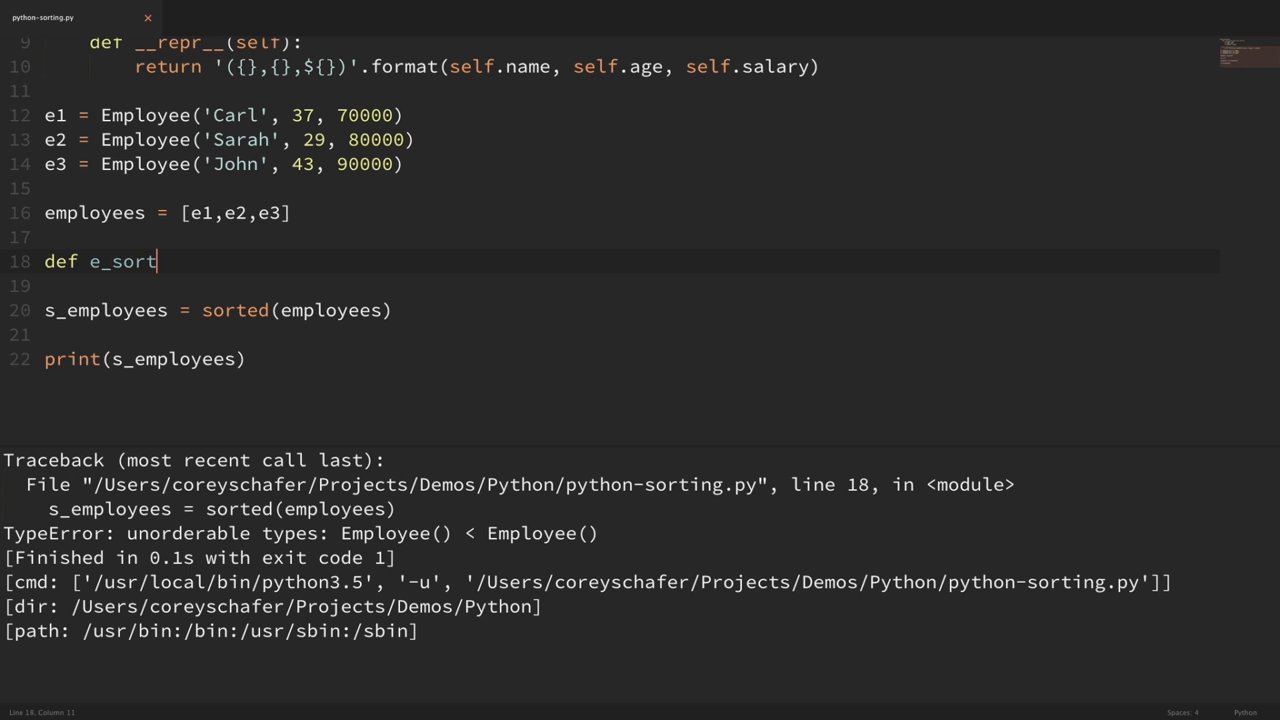 python-sorting.py ×
9     def __repr__(self):
10         return '({},{},${})'.format(self.name, self.age, self.salary)
11
12 e1 = Employee('Carl', 37, 70000)
13 e2 = Employee('Sarah', 29, 80000)
14 e3 = Employee('John', 43, 90000)
15
16 employees = [e1,e2,e3]
17
18 def e_sort
19
20 s_employees = sorted(employees)
21
22 print(s_employees)
Traceback (most recent call last):
  File "/Users/coreyschafer/Projects/Demos/Python/python-sorting.py", line 18, in <module>
    s_employees = sorted(employees)
TypeError: unorderable types: Employee() < Employee()
[Finished in 0.1s with exit code 1]
[cmd: ['/usr/local/bin/python3.5', '-u', '/Users/coreyschafer/Projects/Demos/Python/python-sorting.py']]
[dir: /Users/coreyschafer/Projects/Demos/Python]
[path: /usr/bin:/bin:/usr/sbin:/sbin]
Line 18, Column 11 Spaces: 4 Python